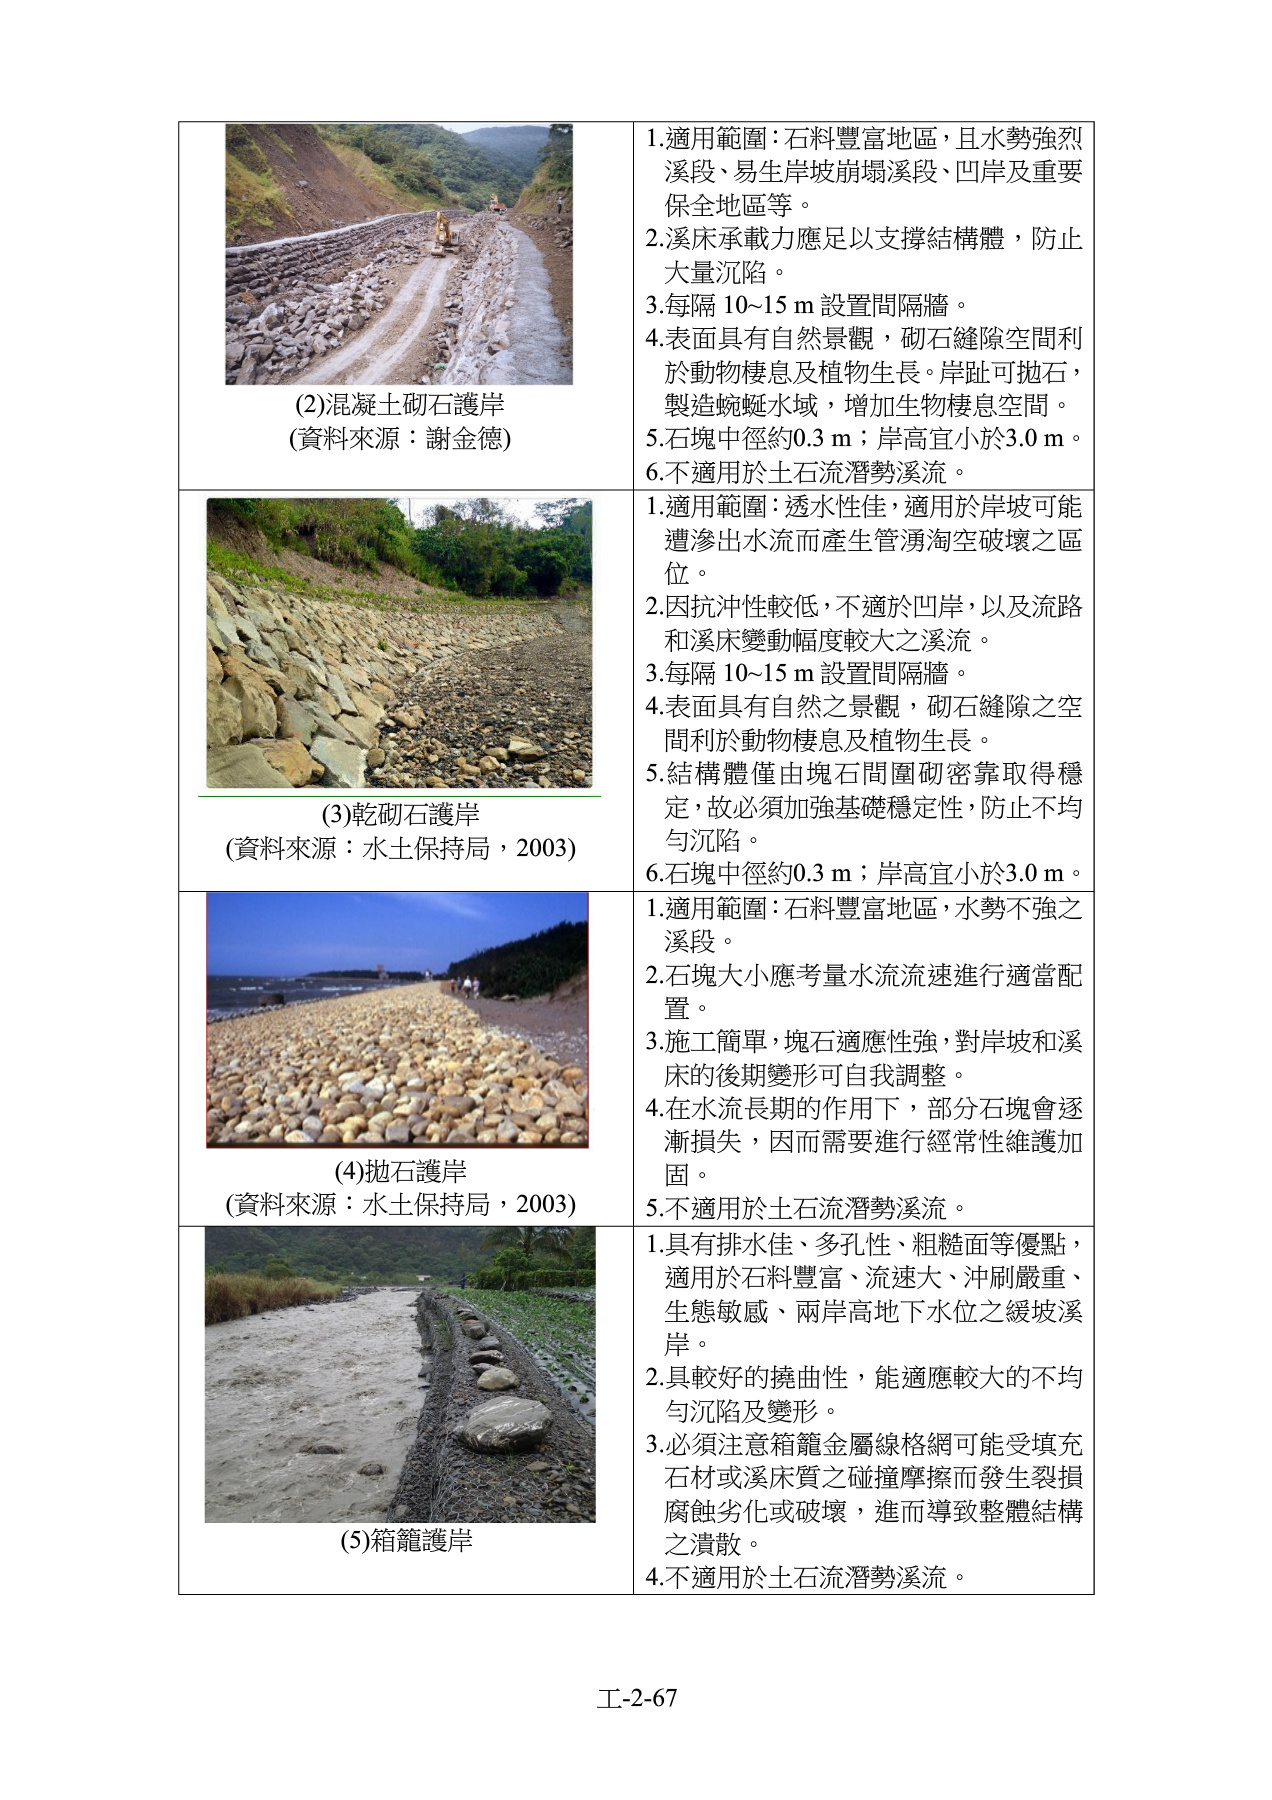 (2)混凝土砌石護岸
(資料來源：謝金德)
1.適用範圍：石料豐富地區，且水勢強烈
溪段、易生岸坡崩塌溪段、凹岸及重要
保全地區等。
2.溪床承載力應足以支撐結構體，防止
大量沉陷。
3.每隔 10~15 m 設置間隔牆。
4.表面具有自然景觀，砌石縫隙空間利
於動物棲息及植物生長。岸趾可拋石，
製造蜿蜒水域，增加生物棲息空間。
5.石塊中徑約0.3 m；岸高宜小於3.0 m。
6.不適用於土石流潛勢溪流。
(3)乾砌石護岸
(資料來源：水土保持局，2003)
1.適用範圍：透水性佳，適用於岸坡可能
遭滲出水流而產生管湧淘空破壞之區
位。
2.因抗沖性較低，不適於凹岸，以及流路
和溪床變動幅度較大之溪流。
3.每隔 10~15 m 設置間隔牆。
4.表面具有自然之景觀，砌石縫隙之空
間利於動物棲息及植物生長。
5.結構體僅由塊石間圍砌密靠取得穩
定，故必須加強基礎穩定性，防止不均
勻沉陷。
6.石塊中徑約0.3 m；岸高宜小於3.0 m。
(4)拋石護岸
(資料來源：水土保持局，2003)
1.適用範圍：石料豐富地區，水勢不強之
溪段。
2.石塊大小應考量水流流速進行適當配
置。
3.施工簡單，塊石適應性強，對岸坡和溪
床的後期變形可自我調整。
4.在水流長期的作用下，部分石塊會逐
漸損失，因而需要進行經常性維護加
固。
5.不適用於土石流潛勢溪流。
(5)箱籠護岸
1.具有排水佳、多孔性、粗糙面等優點，
適用於石料豐富、流速大、沖刷嚴重、
生態敏感、兩岸高地下水位之緩坡溪
岸。
2.具較好的撓曲性，能適應較大的不均
勻沉陷及變形。
3.必須注意箱籠金屬線格網可能受填充
石材或溪床質之碰撞摩擦而發生裂損
腐蝕劣化或破壞，進而導致整體結構
之潰散。
4.不適用於土石流潛勢溪流。
工-2-67